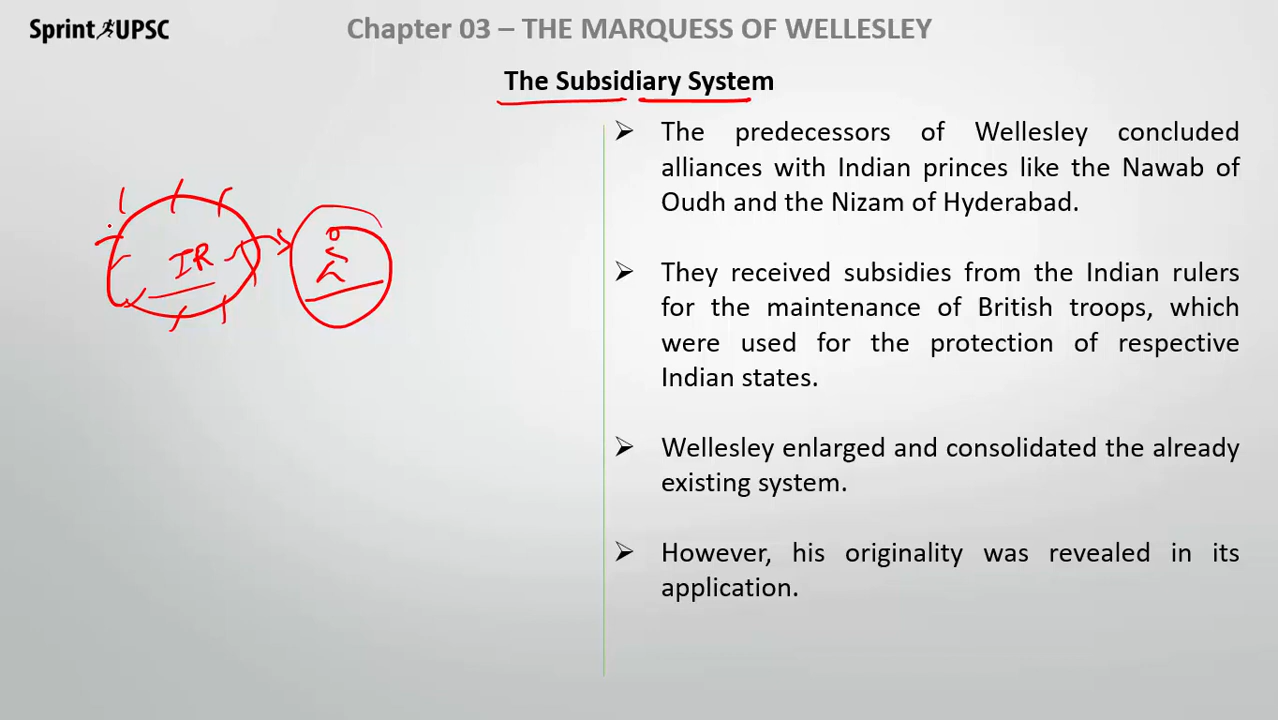 Sprint UPSC
Chapter 03 – THE MARQUESS OF WELLESLEY
The Subsidiary System
➢ The predecessors of Wellesley concluded
alliances with Indian princes like the Nawab of
Oudh and the Nizam of Hyderabad.
➢ They received subsidies from the Indian rulers
for the maintenance of British troops, which
were used for the protection of respective
Indian states.
➢ Wellesley enlarged and consolidated the already
existing system.
➢ However, his originality was revealed in its
application.
IR